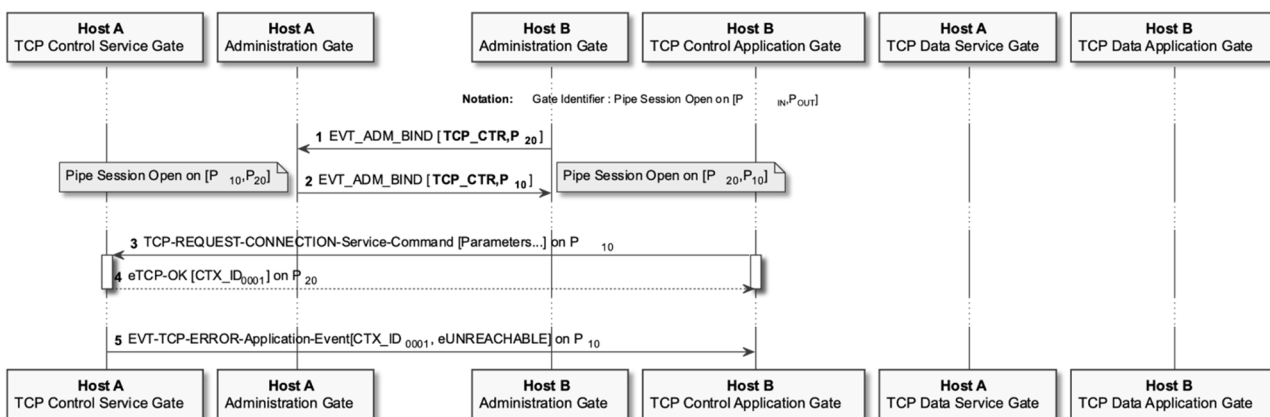 Host A
TCP Control Service Gate
Host A
Administration Gate
Host B
Administration Gate
Host B
TCP Control Application Gate
Host A
TCP Data Service Gate
Host B
TCP Data Application Gate
Notation: Gate Identifier : Pipe Session Open on [P IN,POUT]
1 EVT_ADM_BIND [TCP_CTR,P 20]
Pipe Session Open on [P 10,P20]
2 EVT_ADM_BIND [TCP_CTR,P 10]
Pipe Session Open on [P 20,P10]
3 TCP-REQUEST-CONNECTION-Service-Command [Parameters...] on P 10
4 eTCP-OK [CTX_ID0001] on P 20
5 EVT-TCP-ERROR-Application-Event[CTX_ID 0001, eUNREACHABLE] on P 10
Host A
TCP Control Service Gate
Host A
Administration Gate
Host B
Administration Gate
Host B
TCP Control Application Gate
Host A
TCP Data Service Gate
Host B
TCP Data Application Gate